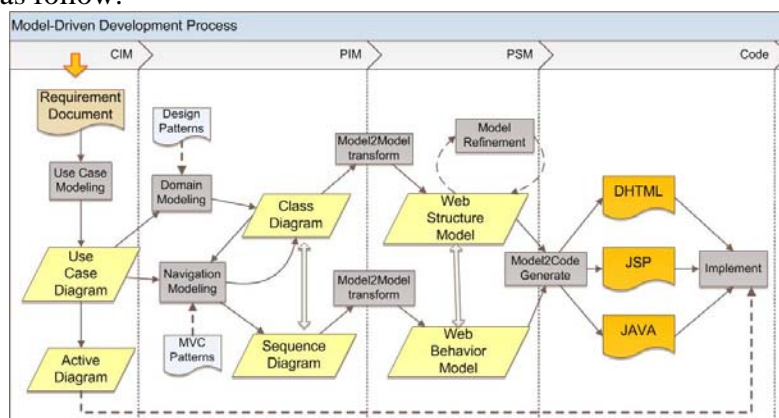 as follow:
Model-Driven Development Process
CIM
PIM
PSM
Code
Requirement
Document
Use Case
Modeling
Use
Case
Diagram
Active
Diagram
Design
Patterns
Domain
Modeling
Navigation
Modeling
MVC
Patterns
Class
Diagram
Sequence
Diagram
Model2Model
transform
Model2Model
transform
Model
Refinement
Web
Structure
Model
Web
Behavior
Model
Model2Code
Generate
DHTML
JSP
JAVA
Implement